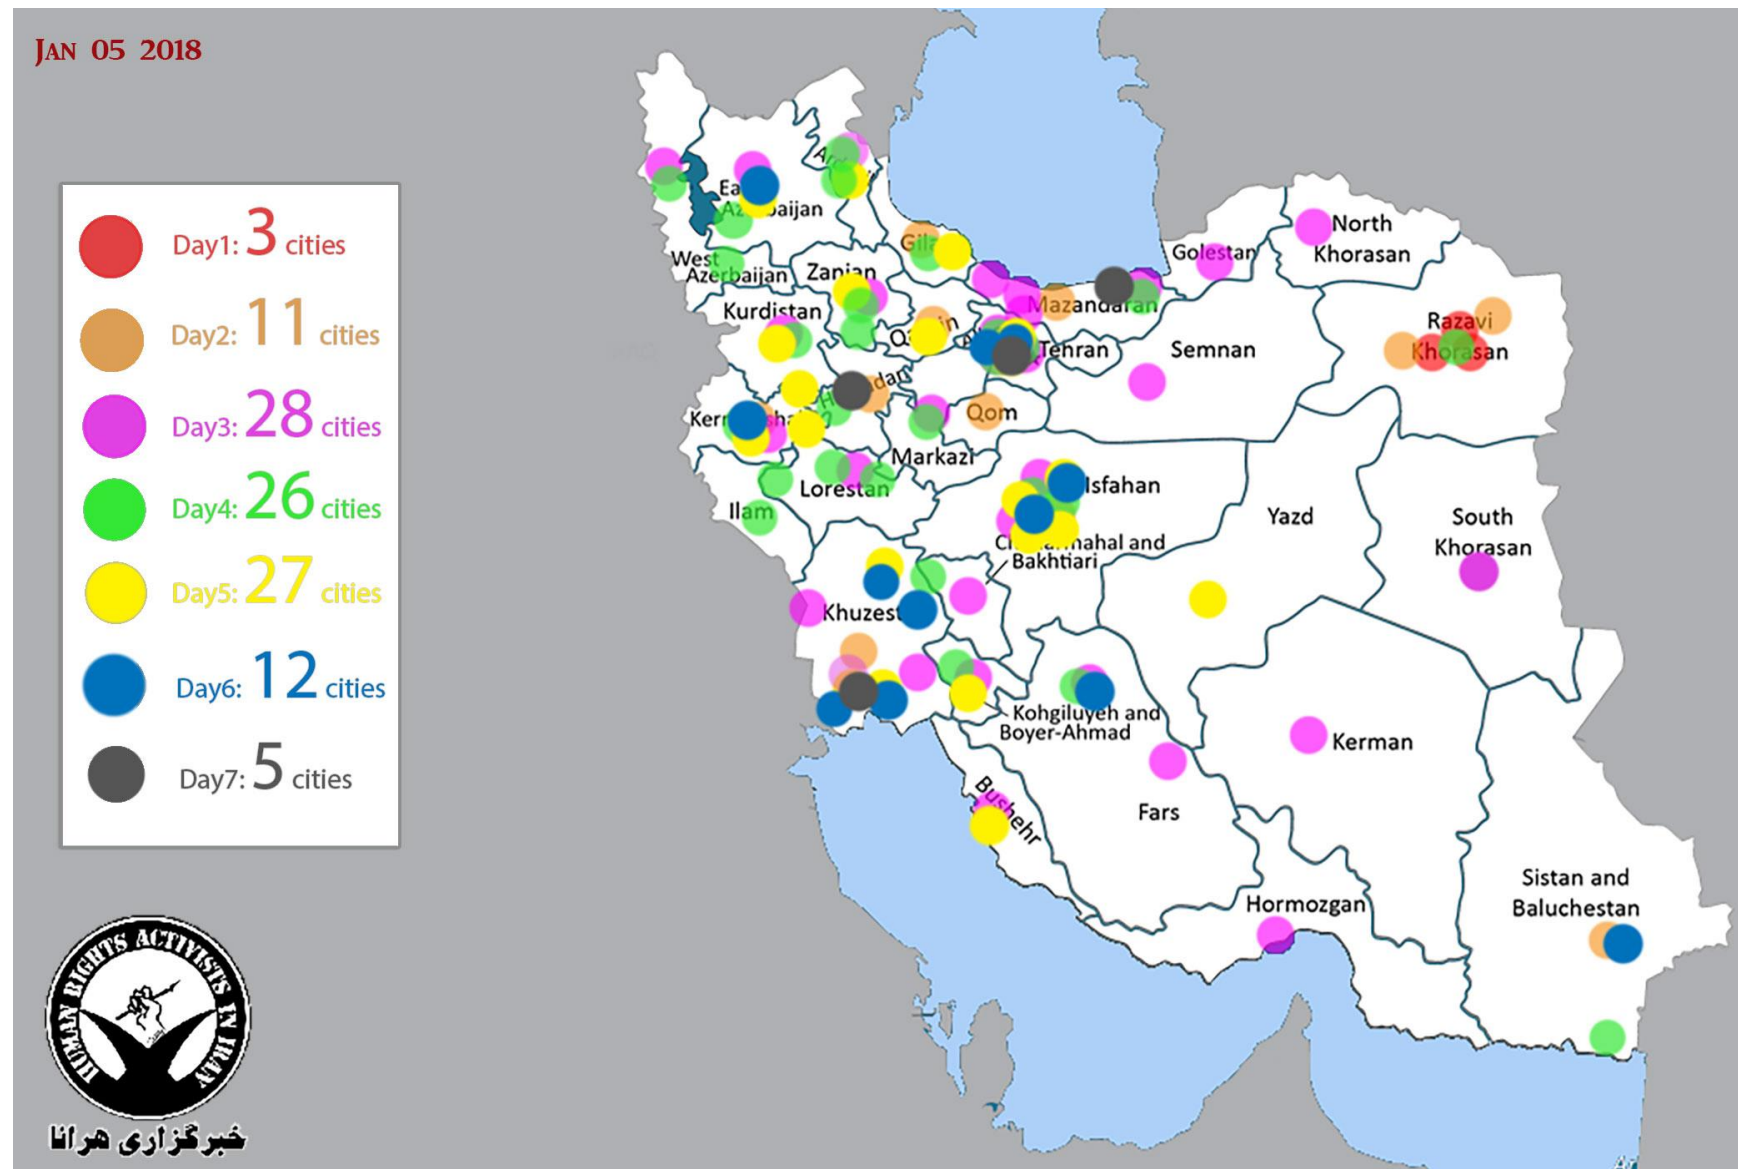 JAN 05 2018
Day1: 3 cities
Day2: 11 cities
Day3: 28 cities
Day4: 26 cities
Day5: 27 cities
Day6: 12 cities
Day7: 5 cities
HUMAN RIGHTS ACTIVISTS IN IRAN
خبرگزاری هرانا
West
Azerbaijan
Zanjan
Kurdistan
Mazandaran
Golestan
North
Khorasan
Razavi
Khorasan
Tehran
Semnan
Qom
Markazi
Lorestan
Ilam
Isfahan
Yazd
South
Khorasan
Bakhtiari
Kohgiluyeh and
Boyer-Ahmad
Kerman
Fars
Bushehr
Hormozgan
Sistan and
Baluchestan